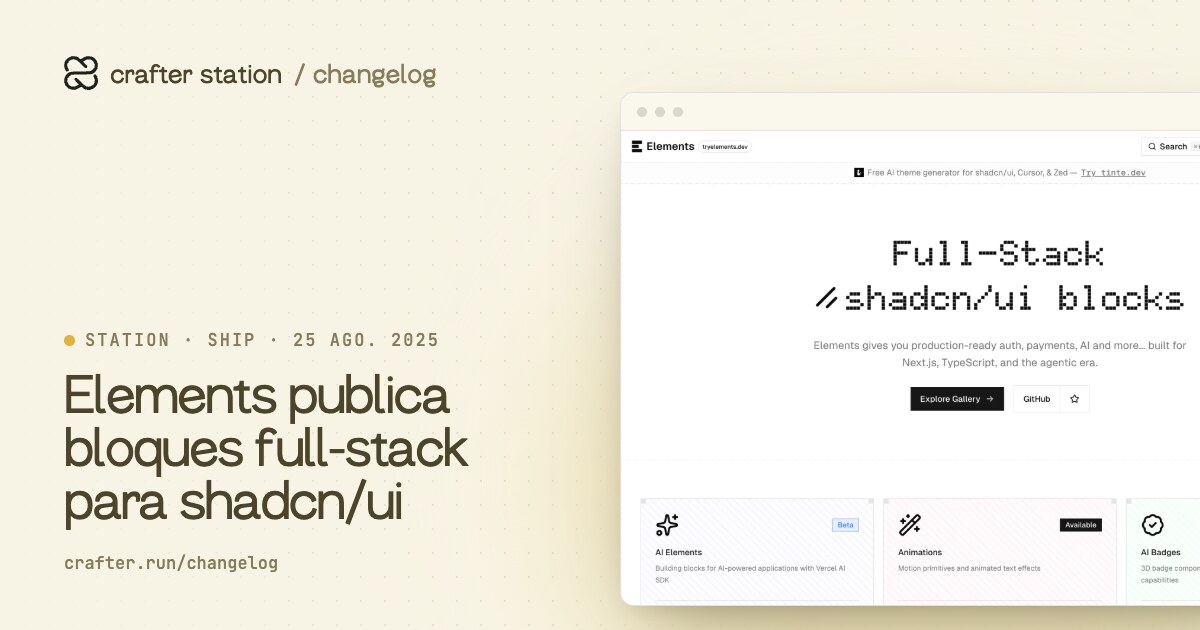 crafter station / changelog
STATION · SHIP · 25 AGO. 2025
Elements publica
bloques full-stack
para shadcn/ui
crafter.run/changelog
Elements tryelements.dev
Search
Free AI theme generator for shadcn/ui, Cursor, & Zed — Try tinte.dev
Full-Stack
shadcn/ui blocks
Elements gives you production-ready auth, payments, AI and more... built for
Next.js, TypeScript, and the agentic era.
Explore Gallery → GitHub
Beta
AI Elements
Building blocks for AI-powered applications with Vercel AI
SDK
Available
Animations
Motion primitives and animated text effects
AI Badges
3D badge
capabilities